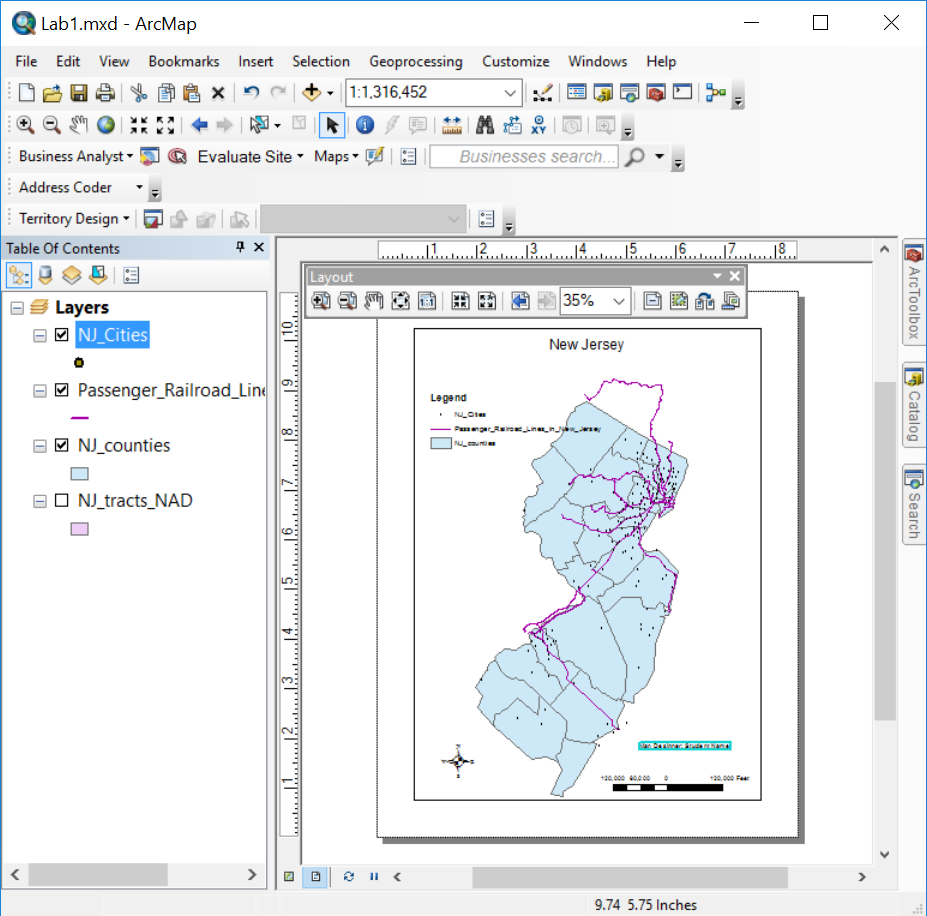 Lab1.mxd - ArcMap
File Edit View Bookmarks Insert Selection Geoprocessing Customize Windows Help
1:1,316,452
XY
Business Analyst Evaluate Site Maps Businesses search...
Address Coder
Territory Design
Table Of Contents
Layers
NJ_Cities
Passenger_Railroad_Line
NJ_counties
NJ_tracts_NAD
1 2 3 4 5 6 7 8
Layout
1:1
35%
10
9
8
7
6
5
4
3
2
1
New Jersey
Legend
NJ_Cities
Passenger_Railroad_Lines_in_New_Jersey
NJ_counties
N
W E
S
Student Name
120,000 60,000 0 120,000 Feet
ArcToolbox
Catalog
Search
9.74 5.75 Inches